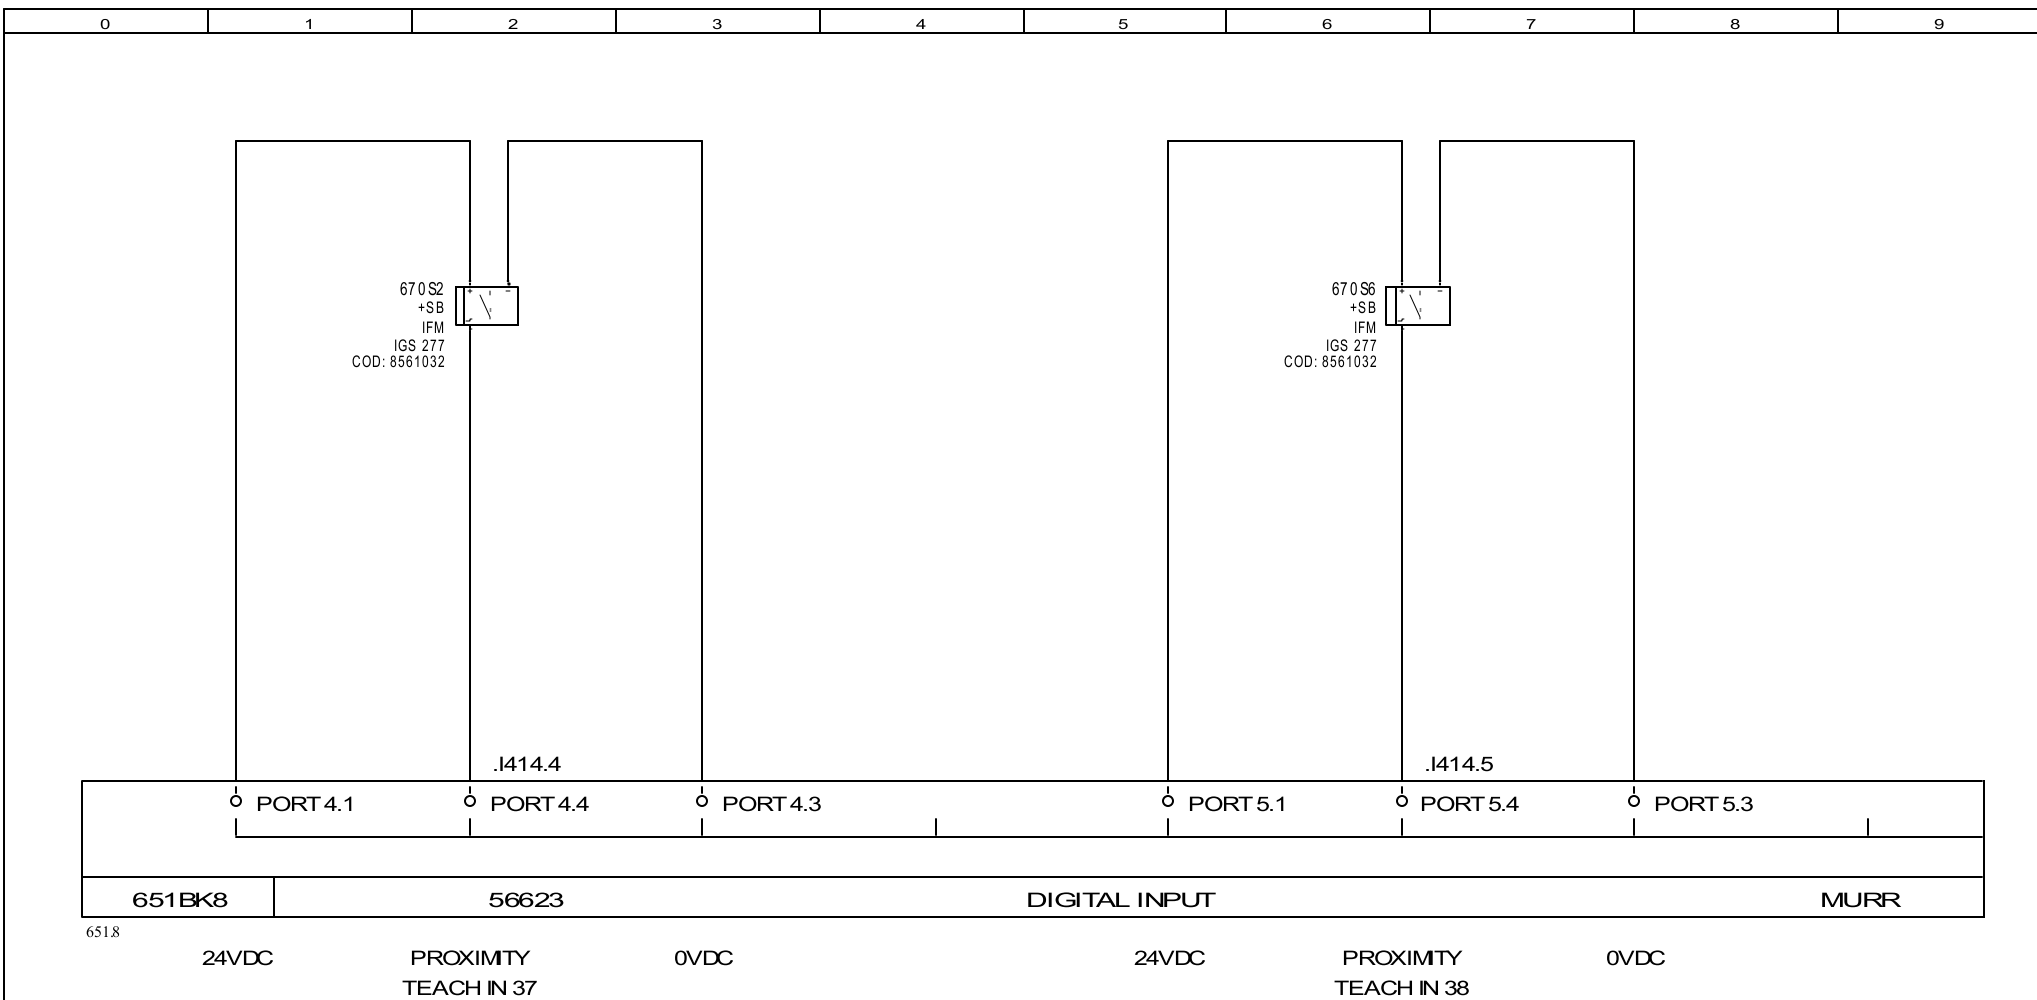 0 1 2 3 4 5 6 7 8 9
670S2
+SB
IFM
IGS 277
COD: 8561032
670S6
+SB
IFM
IGS 277
COD: 8561032
.I414.4 .I414.5
PORT 4.1 PORT 4.4 PORT 4.3 PORT 5.1 PORT 5.4 PORT 5.3
651BK8 56623 DIGITAL INPUT MURR
651.8
24VDC PROXIMITY 0VDC 24VDC PROXIMITY 0VDC
TEACH IN 37 TEACH IN 38